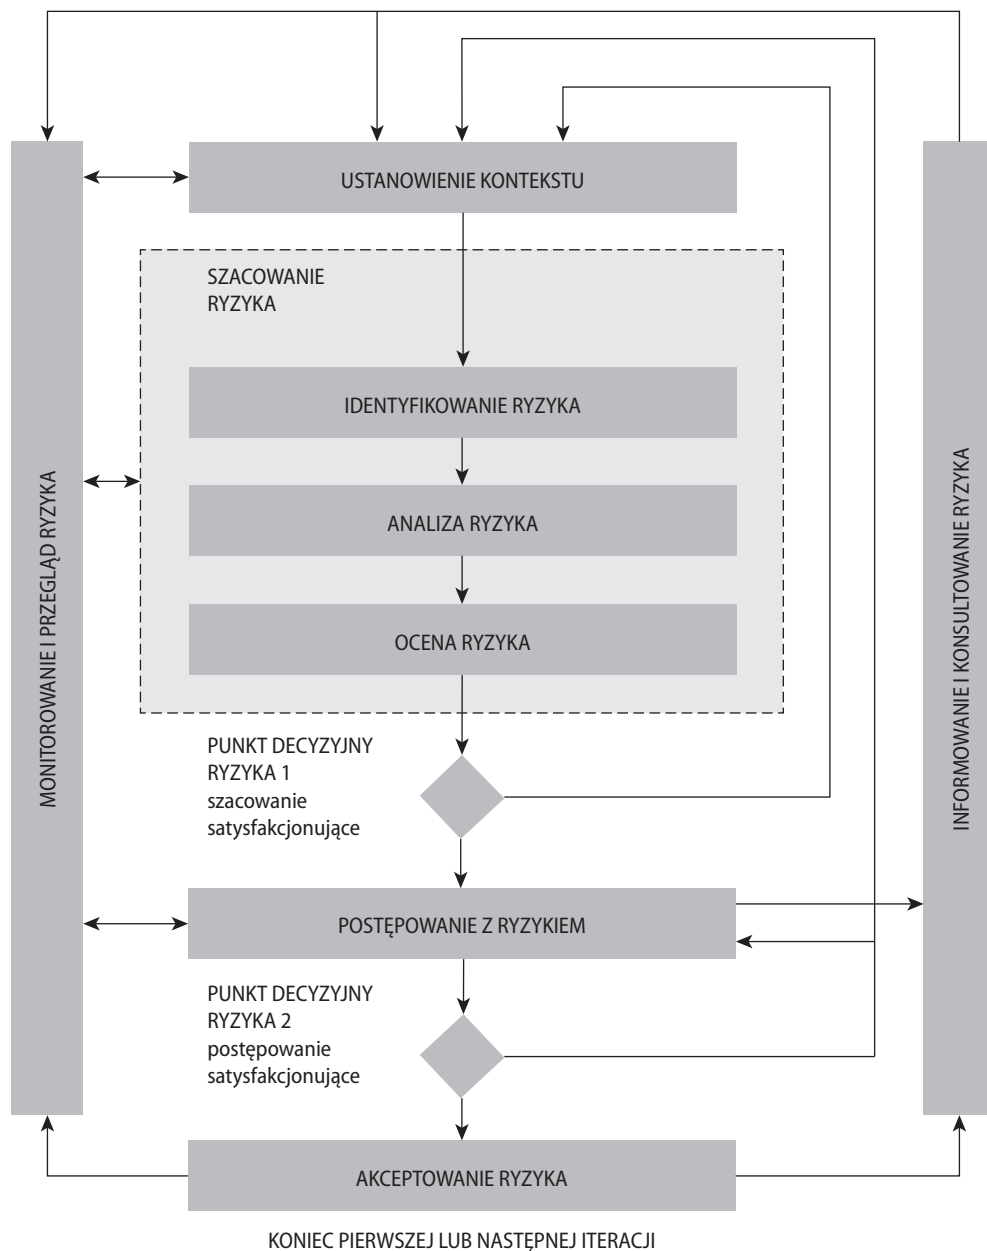 USTANOWIENIE KONTEKSTU
SZACOWANIE
RYZYKA
IDENTYFIKOWANIE RYZYKA
ANALIZA RYZYKA
OCENA RYZYKA
MONITOROWANIE I PRZEGLĄD RYZYKA
INFORMOWANIE I KONSULTOWANIE RYZYKA
PUNKT DECYZYJNY
RYZYKA 1
szacowanie
satysfakcjonujące
POSTĘPOWANIE Z RYZYKIEM
PUNKT DECYZYJNY
RYZYKA 2
postępowanie
satysfakcjonujące
AKCEPTOWANIE RYZYKA
KONIEC PIERWSZEJ LUB NASTĘPNEJ ITERACJI